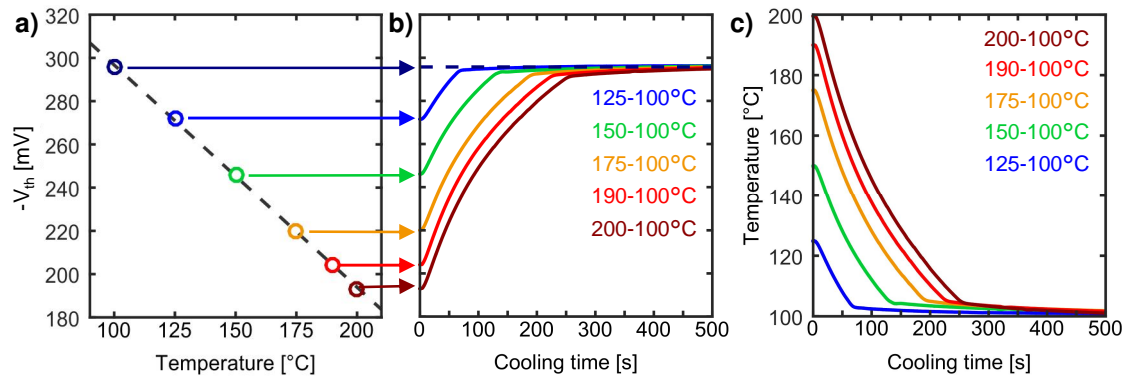 a)
-Vth [mV]
320
300
280
260
240
220
200
180
100
125
150
175
200
Temperature [°C]
b)
125-100°C
150-100°C
175-100°C
190-100°C
200-100°C
0
100
200
300
400
500
Cooling time [s]
c)
Temperature [°C]
200
180
160
140
120
100
200-100°C
190-100°C
175-100°C
150-100°C
125-100°C
0
100
200
300
400
500
Cooling time [s]